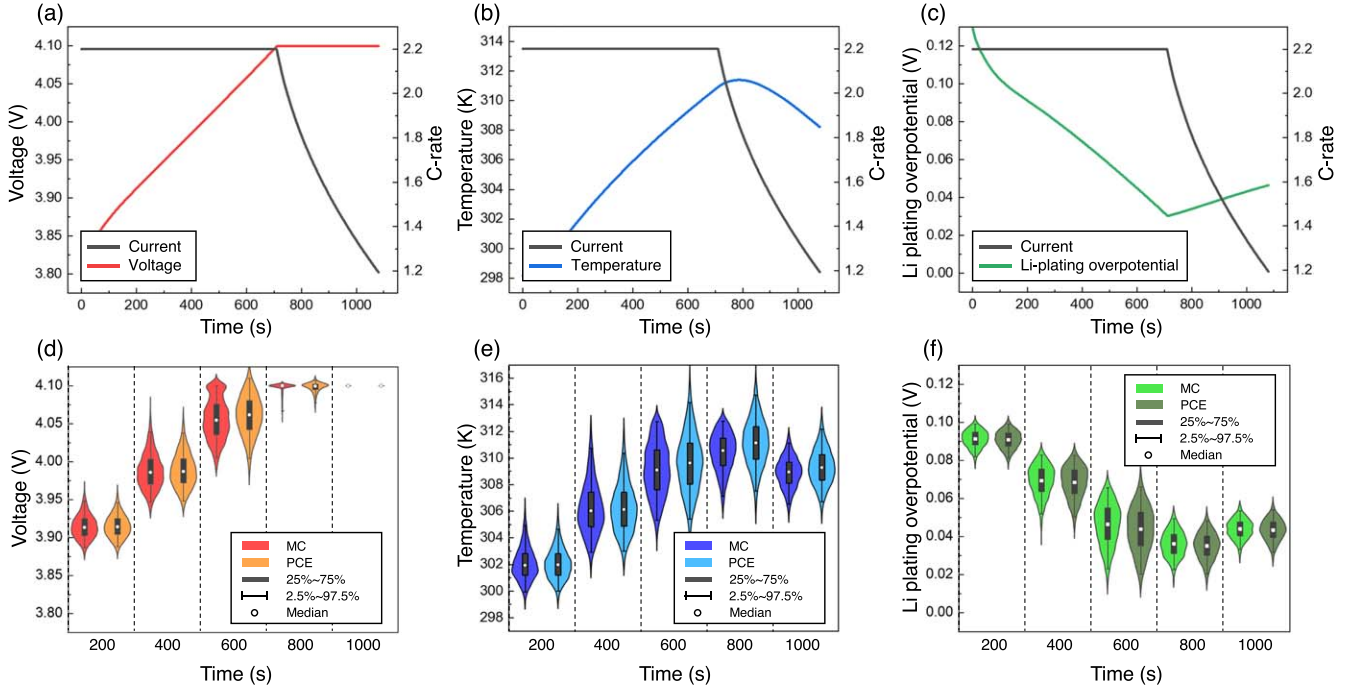 (a)
4.10
4.05
4.00
3.95
3.90
3.85
3.80
Voltage (V)
2.2
2.0
1.8
1.6
1.4
1.2
C-rate
Current
Voltage
0 200 400 600 800 1000
Time (s)
(b)
314
312
310
308
306
304
302
300
298
Temperature (K)
2.2
2.0
1.8
1.6
1.4
1.2
C-rate
Current
Temperature
0 200 400 600 800 1000
Time (s)
(c)
0.12
0.10
0.08
0.06
0.04
0.02
0.00
Li plating overpotential (V)
2.2
2.0
1.8
1.6
1.4
1.2
C-rate
Current
Li-plating overpotential
0 200 400 600 800 1000
Time (s)
(d)
4.10
4.05
4.00
3.95
3.90
3.85
3.80
Voltage (V)
MC
PCE
25%~75%
2.5%~97.5%
Median
200 400 600 800 1000
Time (s)
(e)
316
314
312
310
308
306
304
302
300
298
Temperature (K)
MC
PCE
25%~75%
2.5%~97.5%
Median
200 400 600 800 1000
Time (s)
(f)
0.12
0.10
0.08
0.06
0.04
0.02
0.00
Li plating overpotential (V)
MC
PCE
25%~75%
2.5%~97.5%
Median
200 400 600 800 1000
Time (s)